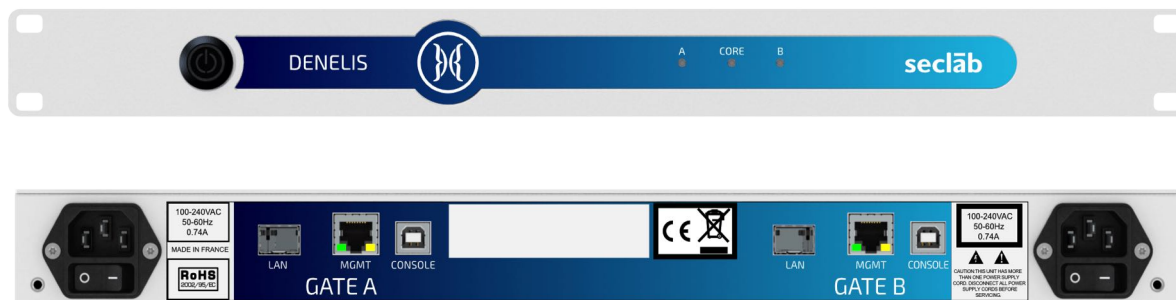 DENELIS
A CORE B
seclāb
100-240VAC
50-60Hz
0.74A
MADE IN FRANCE
RoHS
2002/95/EC
LAN MGMT CONSOLE
GATE A
CE
LAN MGMT CONSOLE
GATE B
100-240VAC
50-60Hz
0.74A
CAUTION THIS UNIT HAS MORE
THAN ONE POWER SUPPLY
CORD. DISCONNECT ALL POWER
SUPPLY CORDS BEFORE
SERVICING.